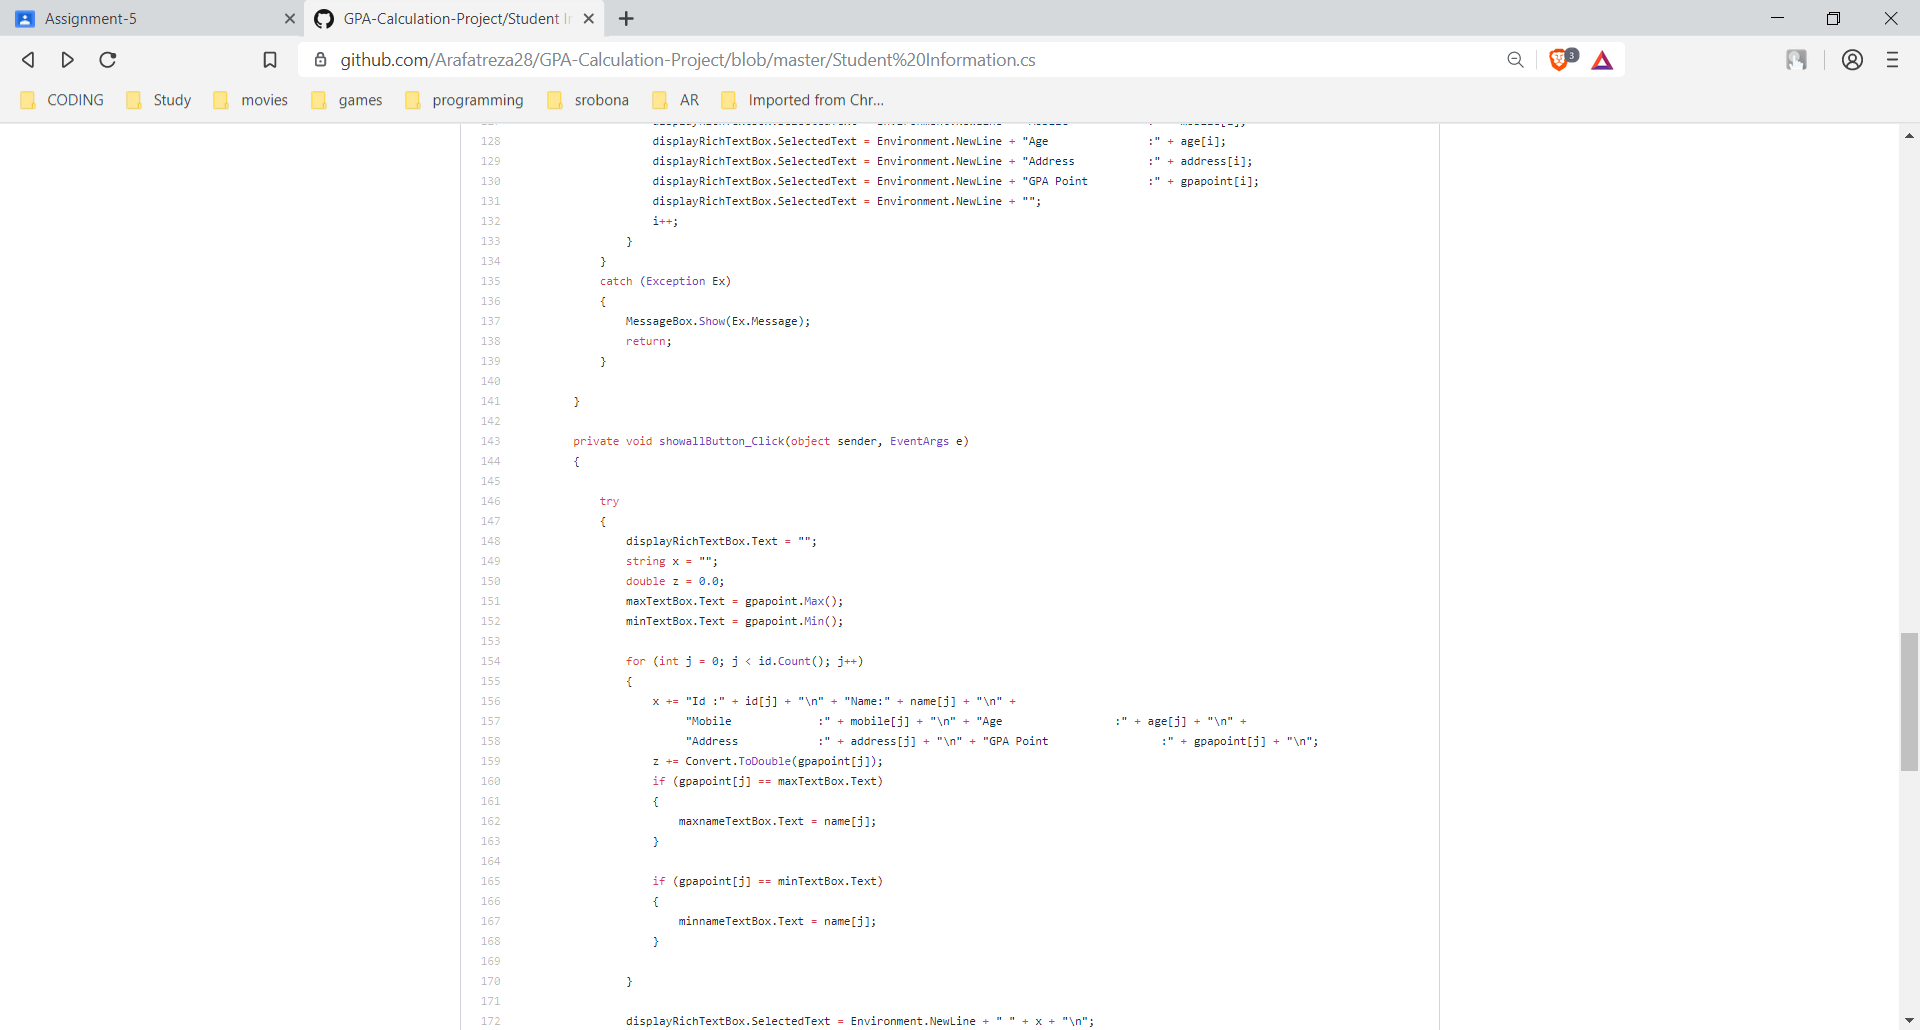 Assignment-5
GPA-Calculation-Project/Student In
github.com/Arafatreza28/GPA-Calculation-Project/blob/master/Student%20Information.cs
3
CODING Study movies games programming srobona AR Imported from Chr...
128 displayRichTextBox.SelectedText = Environment.NewLine + "Age :" + age[i];
129 displayRichTextBox.SelectedText = Environment.NewLine + "Address :" + address[i];
130 displayRichTextBox.SelectedText = Environment.NewLine + "GPA Point :" + gpapoint[i];
131 displayRichTextBox.SelectedText = Environment.NewLine + "";
132 i++;
133 }
134 }
135 catch (Exception Ex)
136 {
137 MessageBox.Show(Ex.Message);
138 return;
139 }
140
141 }
142
143 private void showallButton_Click(object sender, EventArgs e)
144 {
145
146 try
147 {
148 displayRichTextBox.Text = "";
149 string x = "";
150 double z = 0.0;
151 maxTextBox.Text = gpapoint.Max();
152 minTextBox.Text = gpapoint.Min();
153
154 for (int j = 0; j < id.Count(); j++)
155 {
156 x += "Id :" + id[j] + "\n" + "Name:" + name[j] + "\n" +
157 "Mobile :" + mobile[j] + "\n" + "Age :" + age[j] + "\n" +
158 "Address :" + address[j] + "\n" + "GPA Point :" + gpapoint[j] + "\n";
159 z += Convert.ToDouble(gpapoint[j]);
160 if (gpapoint[j] == maxTextBox.Text)
161 {
162 maxnameTextBox.Text = name[j];
163 }
164
165 if (gpapoint[j] == minTextBox.Text)
166 {
167 minnameTextBox.Text = name[j];
168 }
169
170 }
171
172 displayRichTextBox.SelectedText = Environment.NewLine + " " + x + "\n";